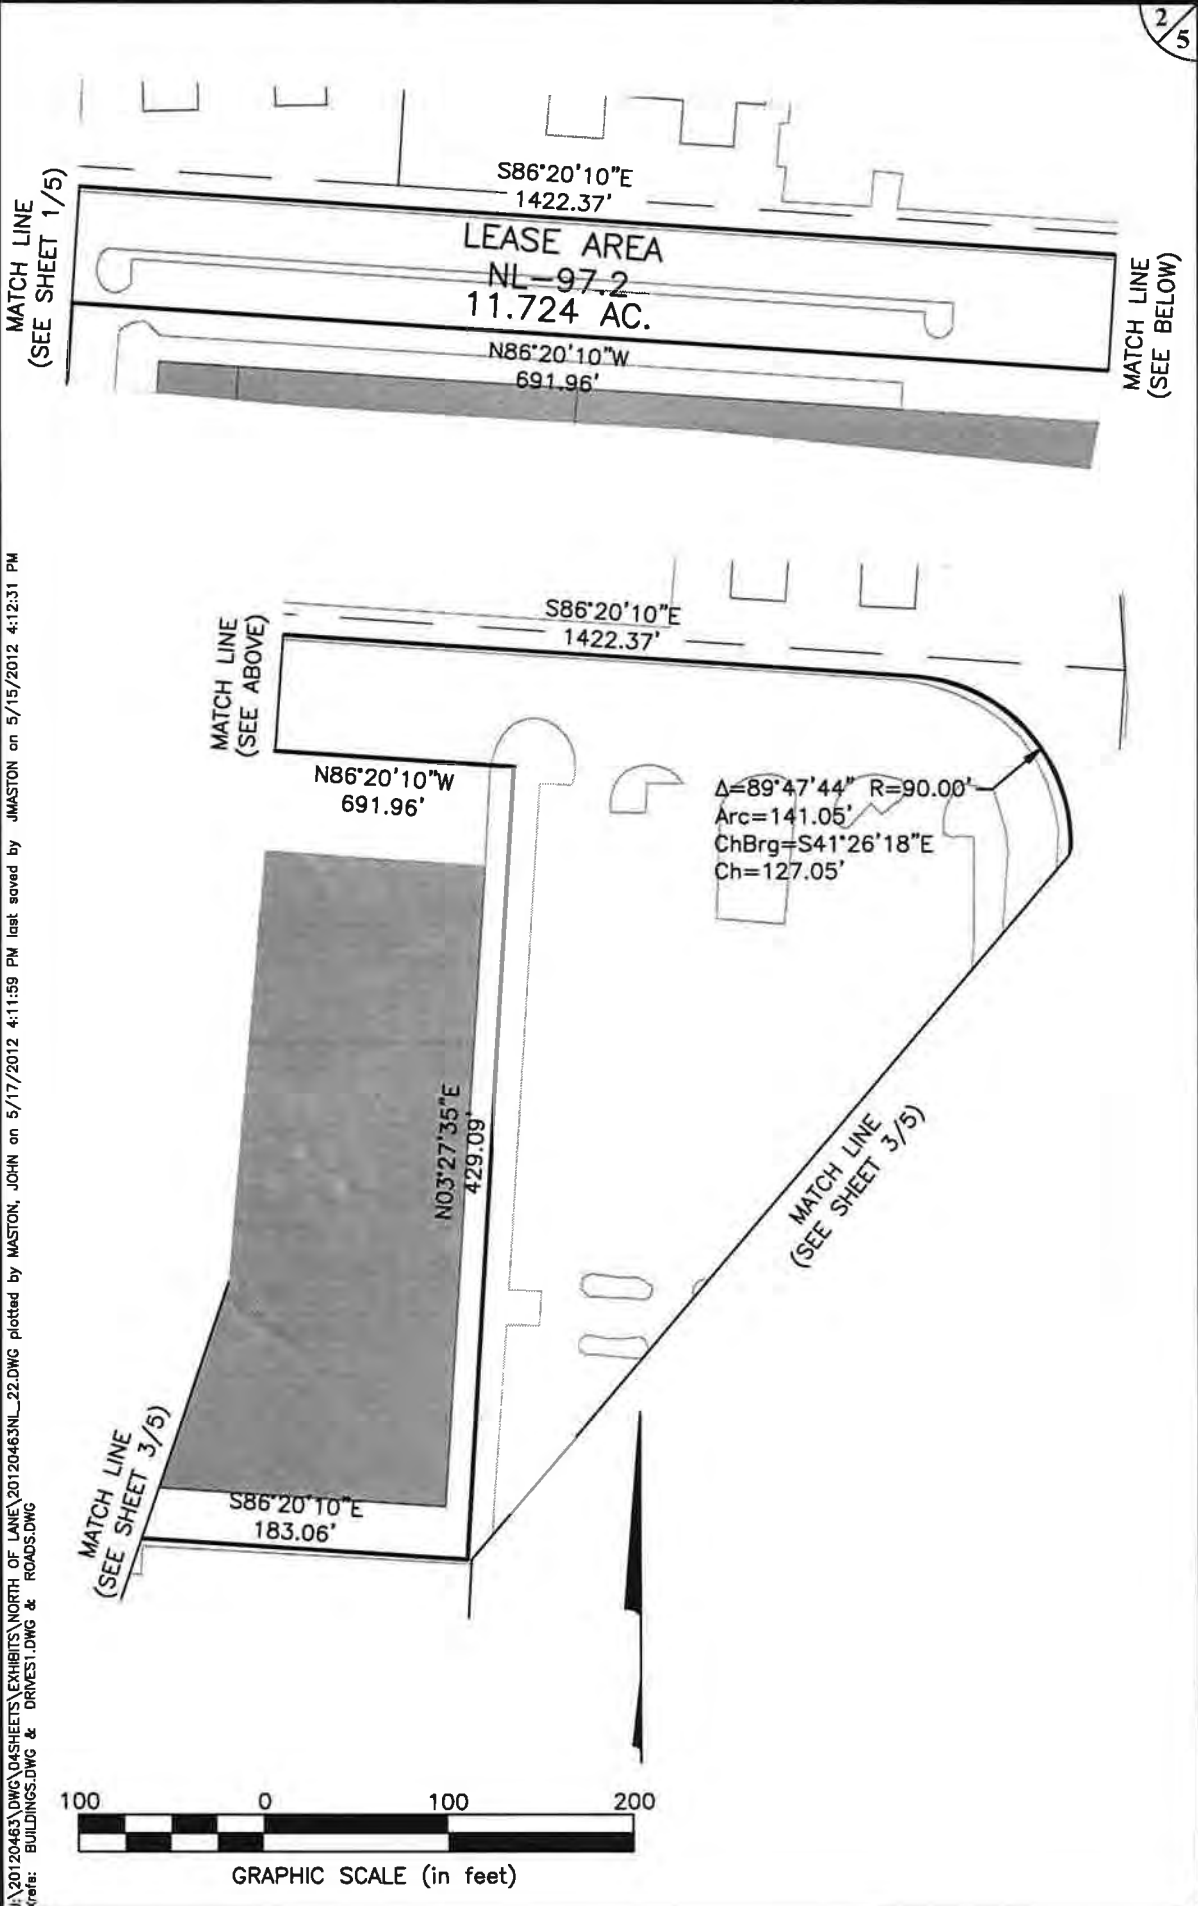 2/5
S86°20'10"E
1422.37'
MATCH LINE
(SEE SHEET 1/5)
LEASE AREA
NL-97.2
11.724 AC.
MATCH LINE
(SEE BELOW)
N86°20'10"W
691.96'
S86°20'10"E
1422.37'
MATCH LINE
(SEE ABOVE)
N86°20'10"W
691.96'
Δ=89°47'44" R=90.00'
Arc=141.05'
ChBrg=S41°26'18"E
Ch=127.05'
N03°27'35"E
429.09'
MATCH LINE
(SEE SHEET 3/5)
MATCH LINE
(SEE SHEET 3/5)
S86°20'10"E
183.06'
100 0 100 200
GRAPHIC SCALE (in feet)
\20120463\DWG\04SHEETS\EXHIBITS\NORTH OF LANE\20120463NL_22.DWG plotted by MASTON, JOHN on 5/17/2012 4:11:59 PM last saved by JMASTON on 5/15/2012 4:12:31 PM
Xrefs: BUILDINGS.DWG & DRIVES1.DWG & ROADS.DWG